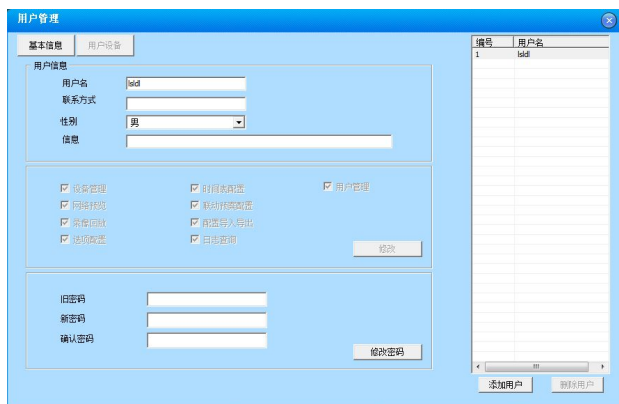 用户管理
基本信息 用户设备
编号 用户名
1 lsldl
用户信息
用户名 lsldl
联系方式
性别 男
信息
设备管理 时间表配置 用户管理
网络预览 联动预案配置
录像回放 配置导入导出
选项配置 日志查询
修改
旧密码
新密码
确认密码
修改密码
添加用户 删除用户